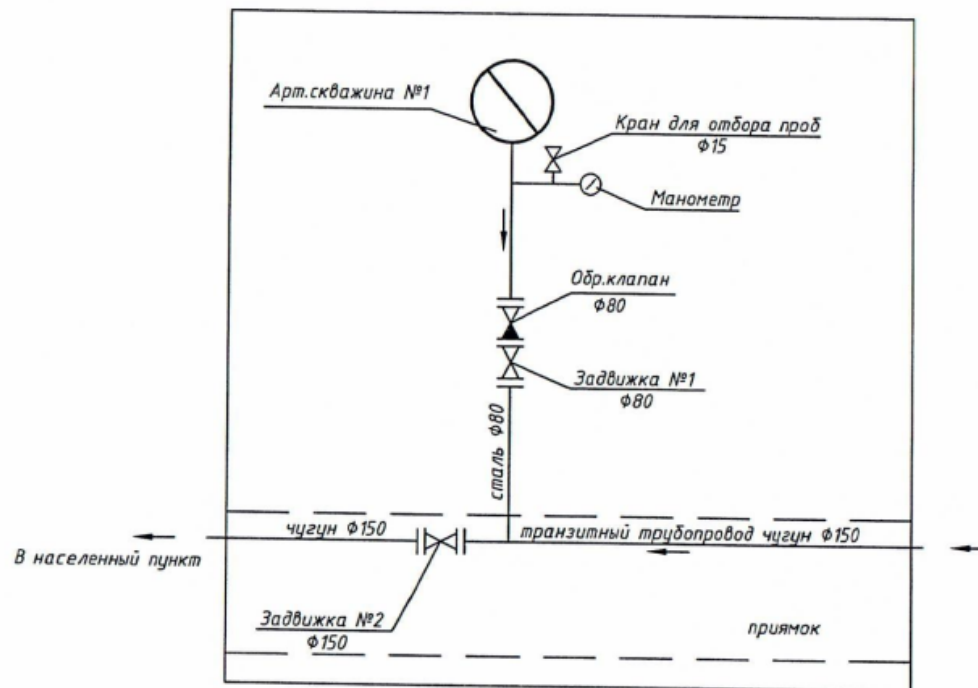 Арт.скважина №1
Кран для отбора проб
Ф15
Манометр
Обр.клапан
Ф80
Задвижка №1
Ф80
сталь Ф80
чугун Ф150
транзитный трубопровод чугун Ф150
В населенный пункт
Задвижка №2
Ф150
приямок